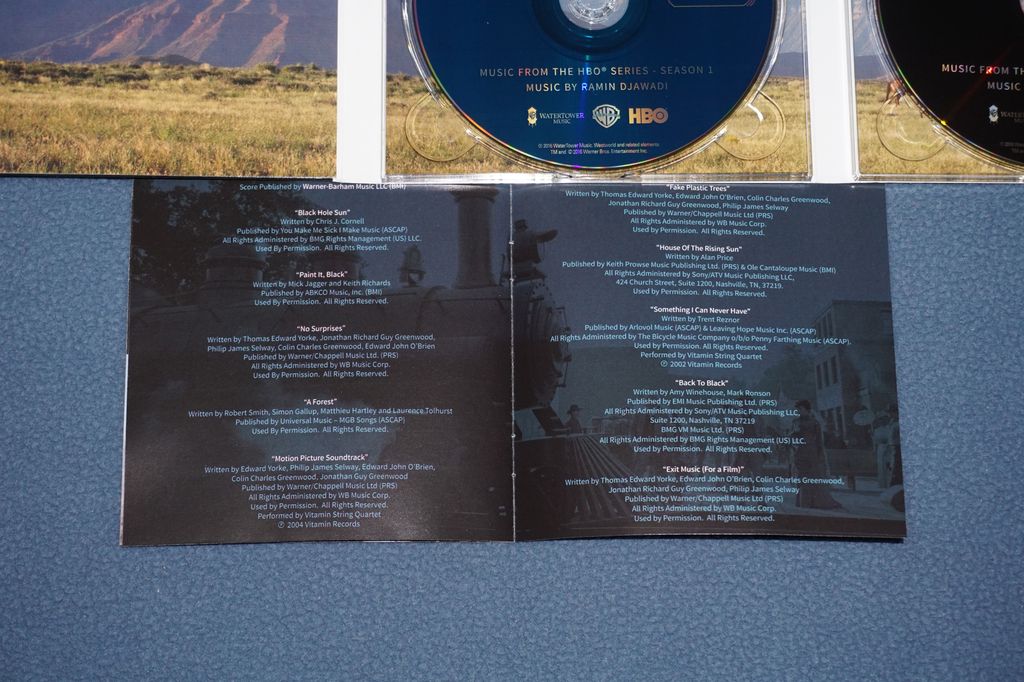 MUSIC FROM THE HBO® SERIES - SEASON 1
MUSIC BY RAMIN DJAWADI
WATERTOWER
MUSIC
WB
HBO
© 2016 WaterTower Music. Westworld and related elements
TM and © 2016 Warner Bros. Entertainment Inc.
MUSIC FROM TH
MUSIC
Score Published by Warner-Barham Music LLC (BMI)
"Black Hole Sun"
Written by Chris J. Cornell
Published by You Make Me Sick I Make Music (ASCAP)
All Rights Administered by BMG Rights Management (US) LLC.
Used By Permission. All Rights Reserved.
"Paint It, Black"
Written by Mick Jagger and Keith Richards
Published by ABKCO Music, Inc. (BMI)
Used By Permission. All Rights Reserved.
"No Surprises"
Written by Thomas Edward Yorke, Jonathan Richard Guy Greenwood,
Philip James Selway, Colin Charles Greenwood, Edward John O'Brien
Published by Warner/Chappell Music Ltd. (PRS)
All Rights Administered by WB Music Corp.
Used By Permission. All Rights Reserved.
"A Forest"
Written by Robert Smith, Simon Gallup, Matthieu Hartley and Laurence Tolhurst
Published by Universal Music – MGB Songs (ASCAP)
Used By Permission. All Rights Reserved.
"Motion Picture Soundtrack"
Written by Edward Yorke, Philip James Selway, Edward John O'Brien,
Colin Charles Greenwood, Jonathan Guy Greenwood
Published by Warner/Chappell Music Ltd (PRS)
All Rights Administered by WB Music Corp.
Used by Permission. All Rights Reserved.
Performed by Vitamin String Quartet
℗ 2004 Vitamin Records
"Fake Plastic Trees"
Written by Thomas Edward Yorke, Edward John O'Brien, Colin Charles Greenwood,
Jonathan Richard Guy Greenwood, Philip James Selway
Published by Warner/Chappell Music Ltd (PRS)
All Rights Administered by WB Music Corp.
Used by Permission. All Rights Reserved.
"House Of The Rising Sun"
Written by Alan Price
Published by Keith Prowse Music Publishing Ltd. (PRS) & Ole Cantaloupe Music (BMI)
All Rights Administered by Sony/ATV Music Publishing LLC,
424 Church Street, Suite 1200, Nashville, TN, 37219.
Used by Permission. All Rights Reserved.
"Something I Can Never Have"
Written by Trent Reznor
Published by Arlovol Music (ASCAP) & Leaving Hope Music Inc. (ASCAP)
All Rights Administered by The Bicycle Music Company o/b/o Penny Farthing Music (ASCAP).
Used by Permission. All Rights Reserved.
Performed by Vitamin String Quartet
℗ 2002 Vitamin Records
"Back To Black"
Written by Amy Winehouse, Mark Ronson
Published by EMI Music Publishing Ltd. (PRS)
All Rights Administered by Sony/ATV Music Publishing LLC,
Suite 1200, Nashville, TN 37219
BMG VM Music Ltd. (PRS)
All Rights Administered by BMG Rights Management (US) LLC.
Used by Permission. All Rights Reserved.
"Exit Music (For a Film)"
Written by Thomas Edward Yorke, Edward John O'Brien, Colin Charles Greenwood,
Jonathan Richard Guy Greenwood, Philip James Selway
Published by Warner/Chappell Music Ltd (PRS)
All Rights Administered by WB Music Corp.
Used by Permission. All Rights Reserved.